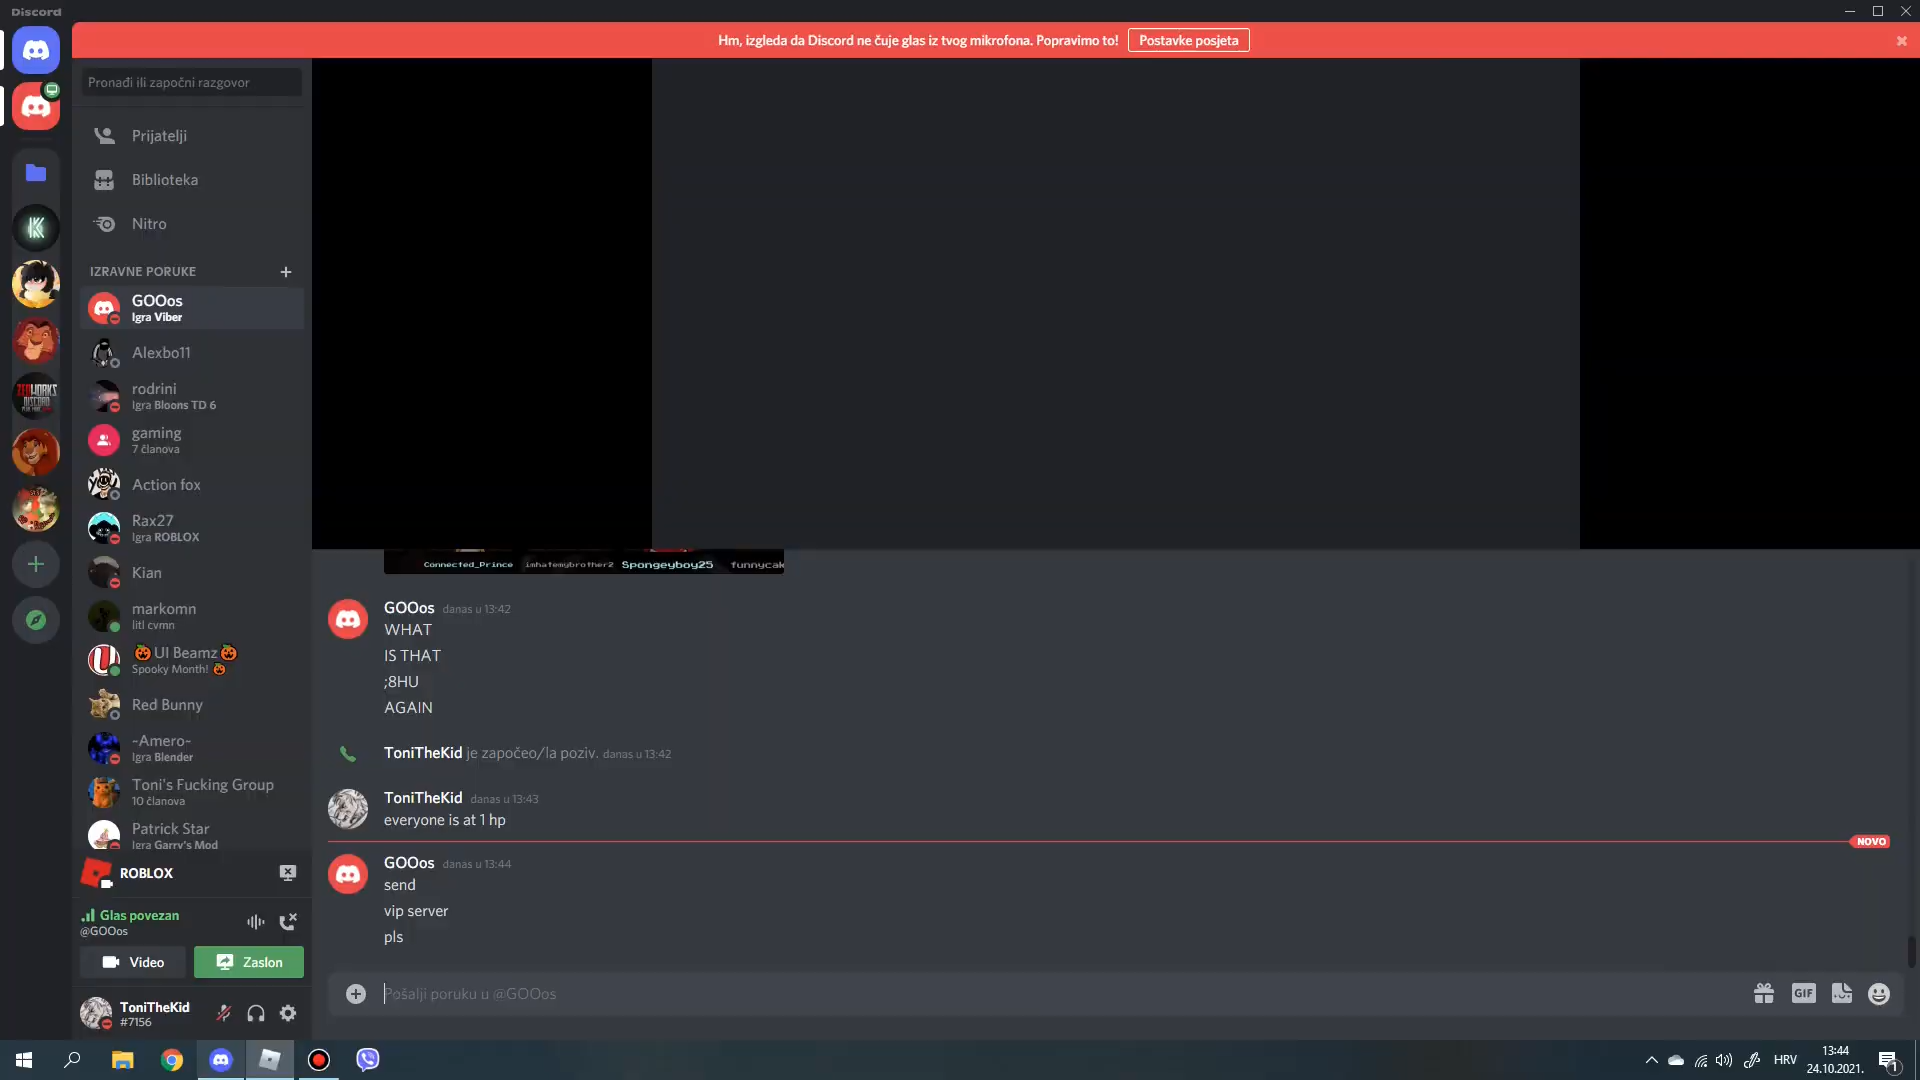 Discord
Hm, izgleda da Discord ne čuje glas iz tvog mikrofona. Popravimo to!
Postavke posjeta
Pronađi ili započni razgovor
Prijatelji
Biblioteka
Nitro
IZRAVNE PORUKE
GOOos
Igra Viber
Alexbo11
rodrini
Igra Bloons TD 6
gaming
7 članova
Action fox
Rax27
Igra ROBLOX
Kian
markomn
litl cvmn
UI Beamz
Spooky Month!
Red Bunny
~Amero~
Igra Blender
Toni's Fucking Group
10 članova
Patrick Star
Igra Garry's Mod
ROBLOX
Glas povezan
@GOOos
Video
Zaslon
ToniTheKid
#7156
Connected_Prince imhatemybrother2 Spongeyboy25 funnycak
GOOos danas u 13:42
WHAT
IS THAT
;8HU
AGAIN
ToniTheKid je započeo/la poziv. danas u 13:42
ToniTheKid danas u 13:43
everyone is at 1 hp
NOVO
GOOos danas u 13:44
send
vip server
pls
Pošalji poruku u @GOOos
GIF
HRV
13:44
24.10.2021.
1